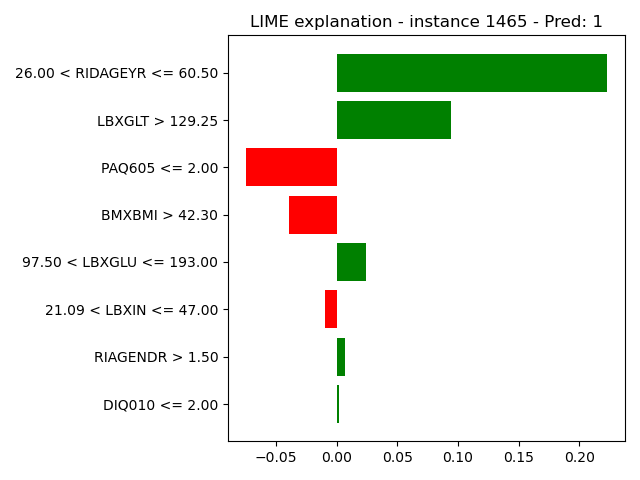 LIME explanation - instance 1465 - Pred: 1
26.00 < RIDAGEYR <= 60.50
LBXGLT > 129.25
PAQ605 <= 2.00
BMXBMI > 42.30
97.50 < LBXGLU <= 193.00
21.09 < LBXIN <= 47.00
RIAGENDR > 1.50
DIQ010 <= 2.00
−0.05 0.00 0.05 0.10 0.15 0.20